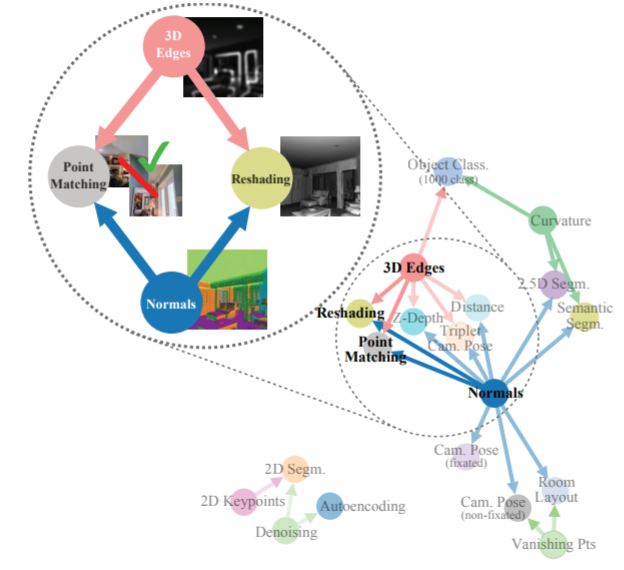 3D
Edges
Point
Matching
Reshading
Normals
Object Class.
(1000 class)
Curvature
3D Edges
2.5D Segm.
Distance
Reshading
Z-Depth
Semantic
Segm.
Triplet
Cam. Pose
Point
Matching
Normals
Cam. Pose
(fixated)
2D Segm.
Room
Layout
2D Keypoints
Autoencoding
Cam. Pose
(non-fixated)
Denoising
Vanishing Pts